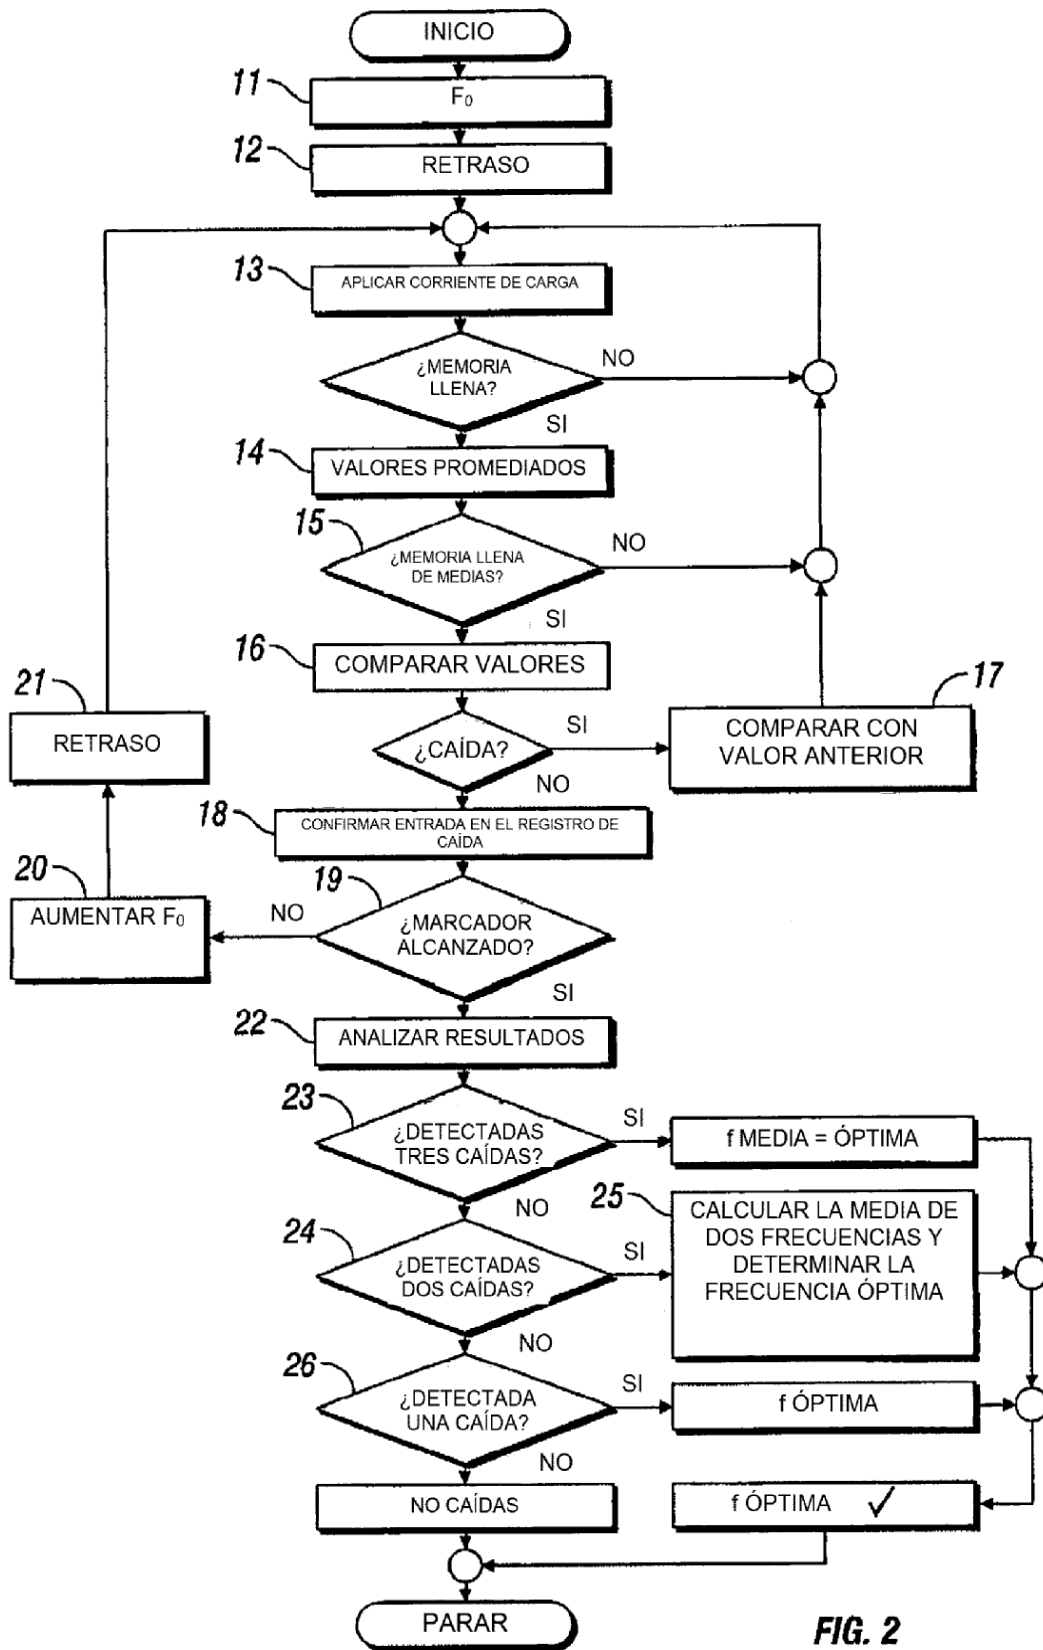 INICIO
11
F₀
12
RETRASO
13
APLICAR CORRIENTE DE CARGA
¿MEMORIA
LLENA?
NO
SI
14
VALORES PROMEDIADOS
15
¿MEMORIA LLENA
DE MEDIAS?
NO
SI
16
COMPARAR VALORES
17
COMPARAR CON
VALOR ANTERIOR
21
RETRASO
¿CAÍDA?
SI
NO
18
CONFIRMAR ENTRADA EN EL REGISTRO DE
CAÍDA
19
¿MARCADOR
ALCANZADO?
NO
SI
20
AUMENTAR F₀
22
ANALIZAR RESULTADOS
23
¿DETECTADAS
TRES CAÍDAS?
SI
NO
f MEDIA = ÓPTIMA
24
¿DETECTADAS
DOS CAÍDAS?
SI
NO
25
CALCULAR LA MEDIA DE
DOS FRECUENCIAS Y
DETERMINAR LA
FRECUENCIA ÓPTIMA
26
¿DETECTADA
UNA CAÍDA?
SI
NO
f ÓPTIMA
NO CAÍDAS
f ÓPTIMA ✓
PARAR
FIG. 2